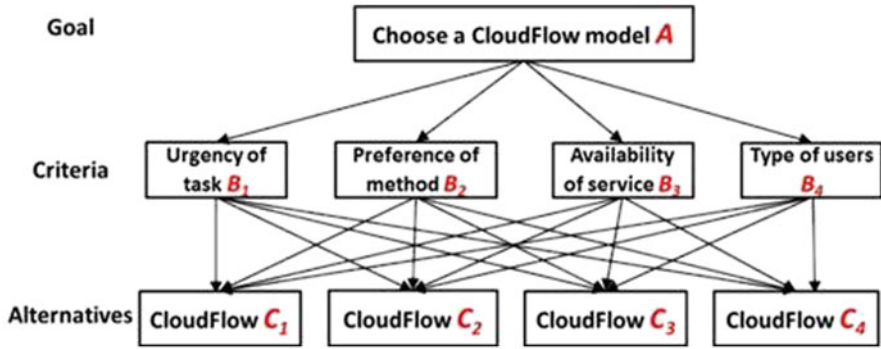 Goal
Choose a CloudFlow model A
Criteria
Urgency of
task B₁
Preference of
method B₂
Availability
of service B₃
Type of users
B₄
Alternatives
CloudFlow C₁
CloudFlow C₂
CloudFlow C₃
CloudFlow C₄